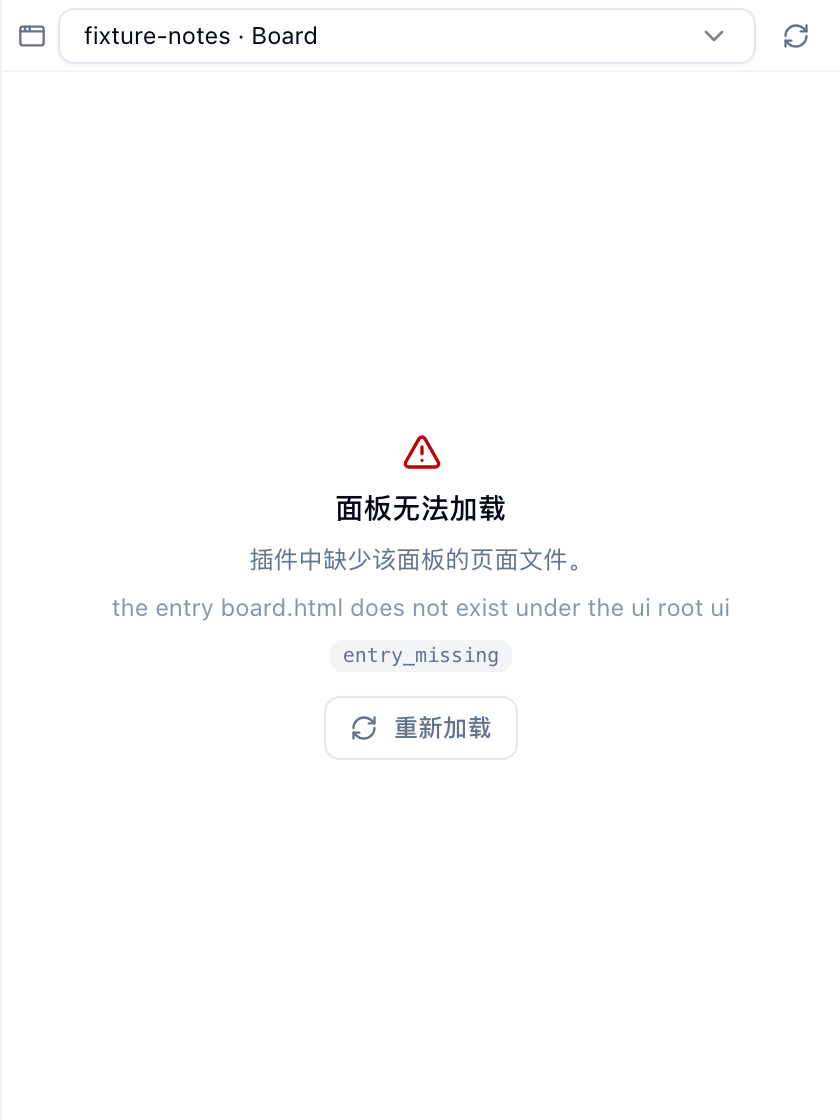 fixture-notes · Board
面板无法加载
插件中缺少该面板的页面文件。
the entry board.html does not exist under the ui root ui
entry_missing
重新加载